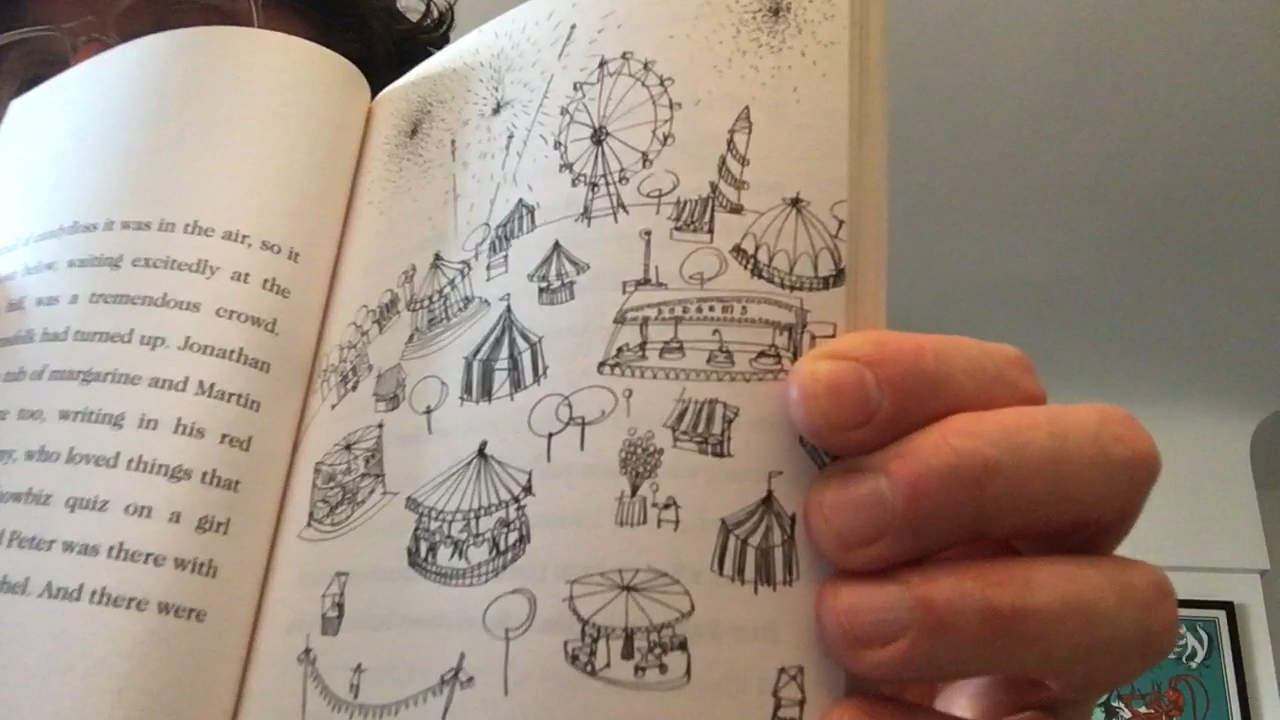 it was in the air, so it
waiting excitedly at the
was a tremendous crowd.
had turned up. Jonathan
tub of margarine and Martin
too, writing in his red
who loved things that
quiz on a girl
Peter was there with
And there were
DODGEMS